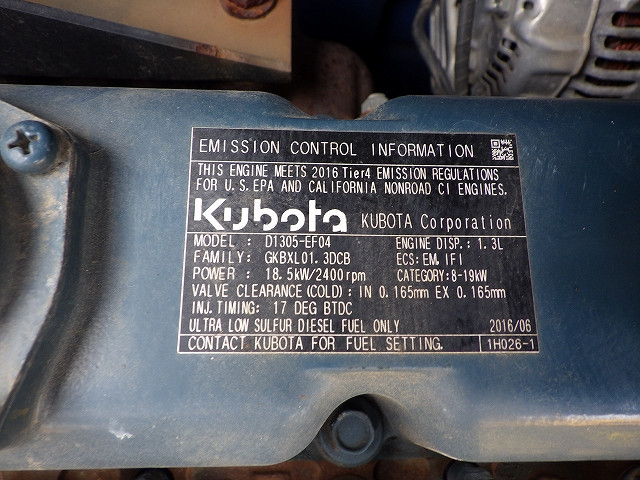 EMISSION CONTROL INFORMATION
THIS ENGINE MEETS 2016 Tier4 EMISSION REGULATIONS
FOR U.S. EPA AND CALIFORNIA NONROAD CI ENGINES.
Kubota KUBOTA Corporation
MODEL : D1305-EF04 ENGINE DISP.: 1.3L
FAMILY: GKBXL01.3DCB ECS: EM, IFI
POWER : 18.5kW/2400rpm CATEGORY:8-19kW
VALVE CLEARANCE (COLD): IN 0.165mm EX 0.165mm
INJ. TIMING: 17 DEG BTDC
ULTRA LOW SULFUR DIESEL FUEL ONLY 2016/06
CONTACT KUBOTA FOR FUEL SETTING. 1H026-1